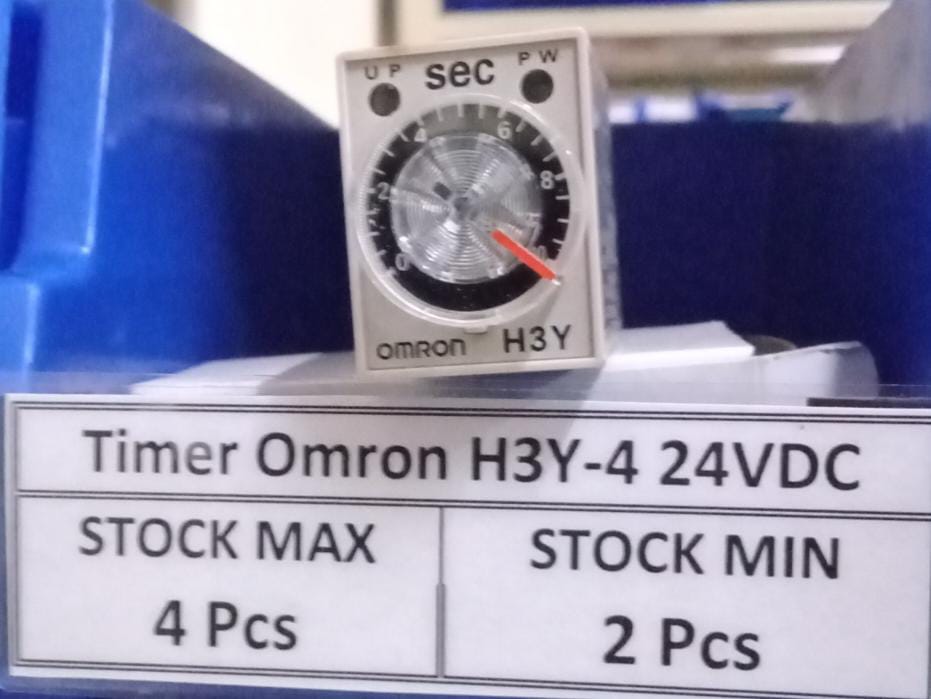 UP sec PW
4 6
2 8
0
OMRON H3Y
Timer Omron H3Y-4 24VDC
STOCK MAX STOCK MIN
4 Pcs 2 Pcs